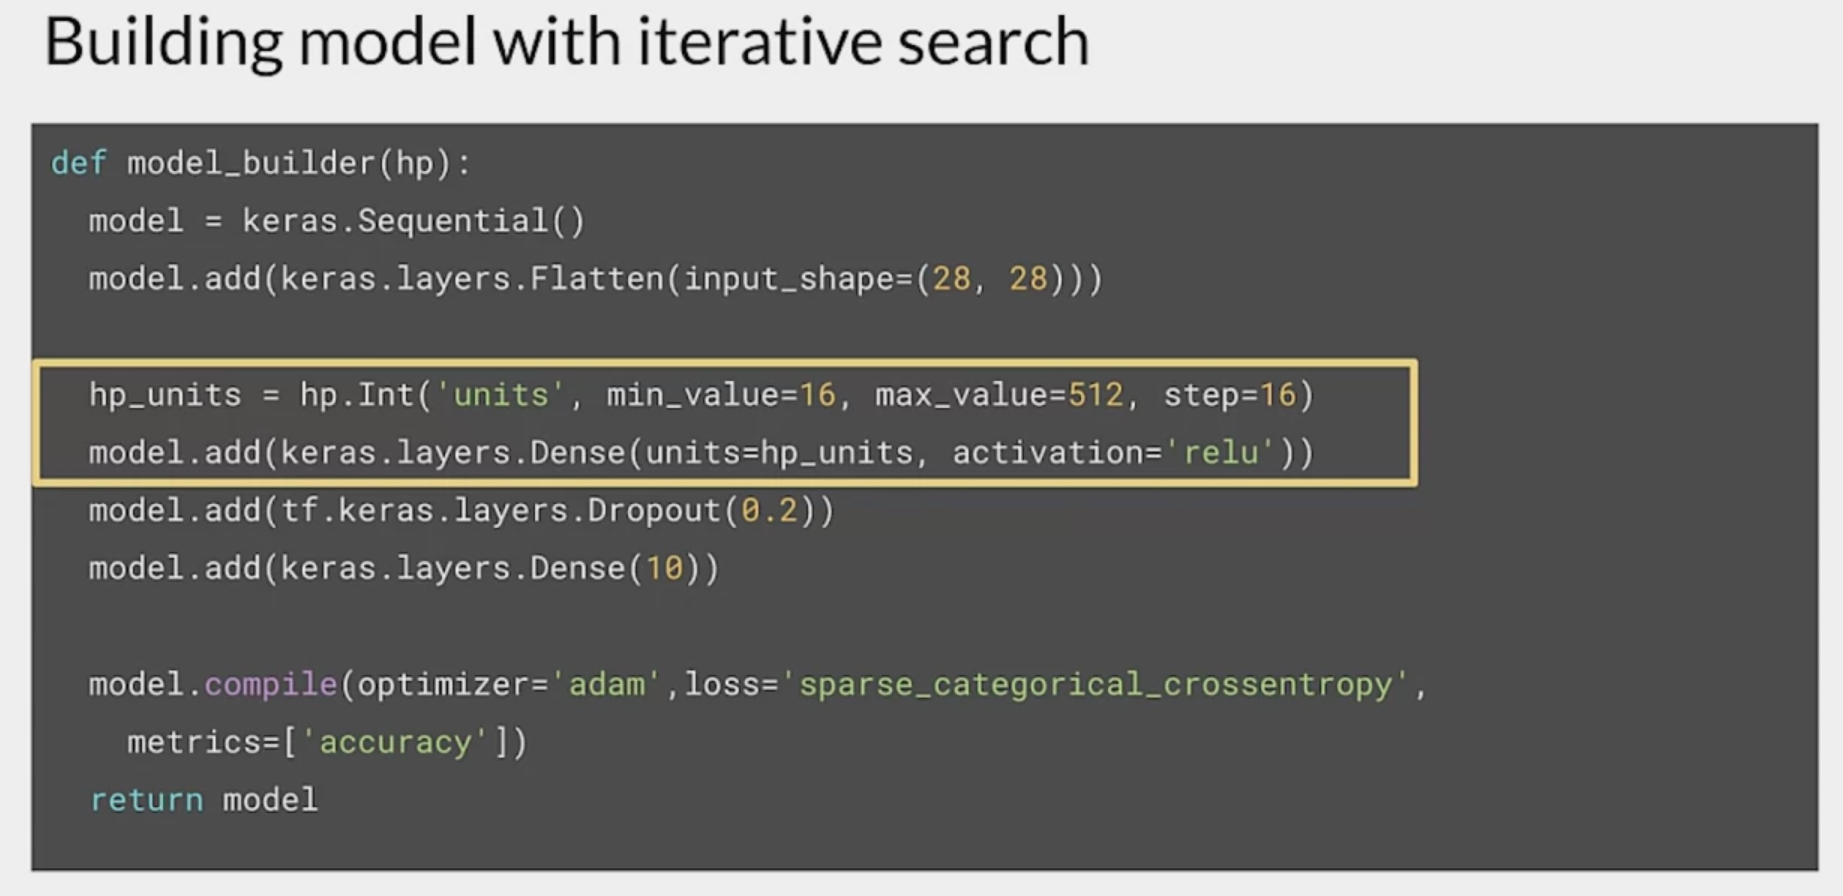 Building model with iterative search
def model_builder(hp):
  model = keras.Sequential()
  model.add(keras.layers.Flatten(input_shape=(28, 28)))
  hp_units = hp.Int('units', min_value=16, max_value=512, step=16)
  model.add(keras.layers.Dense(units=hp_units, activation='relu'))
  model.add(tf.keras.layers.Dropout(0.2))
  model.add(keras.layers.Dense(10))
  model.compile(optimizer='adam',loss='sparse_categorical_crossentropy',
    metrics=['accuracy'])
  return model